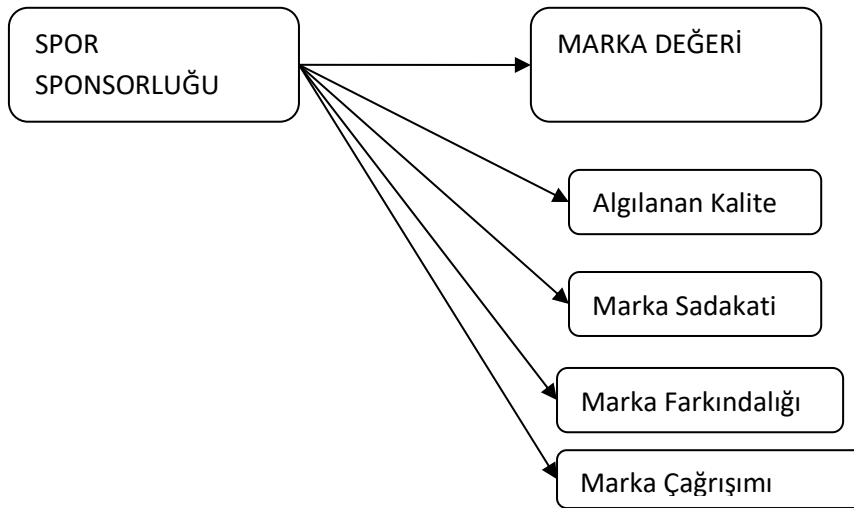 SPOR
SPONSORLUĞU
MARKA DEĞERİ
Algılanan Kalite
Marka Sadakati
Marka Farkındalığı
Marka Çağrışımı